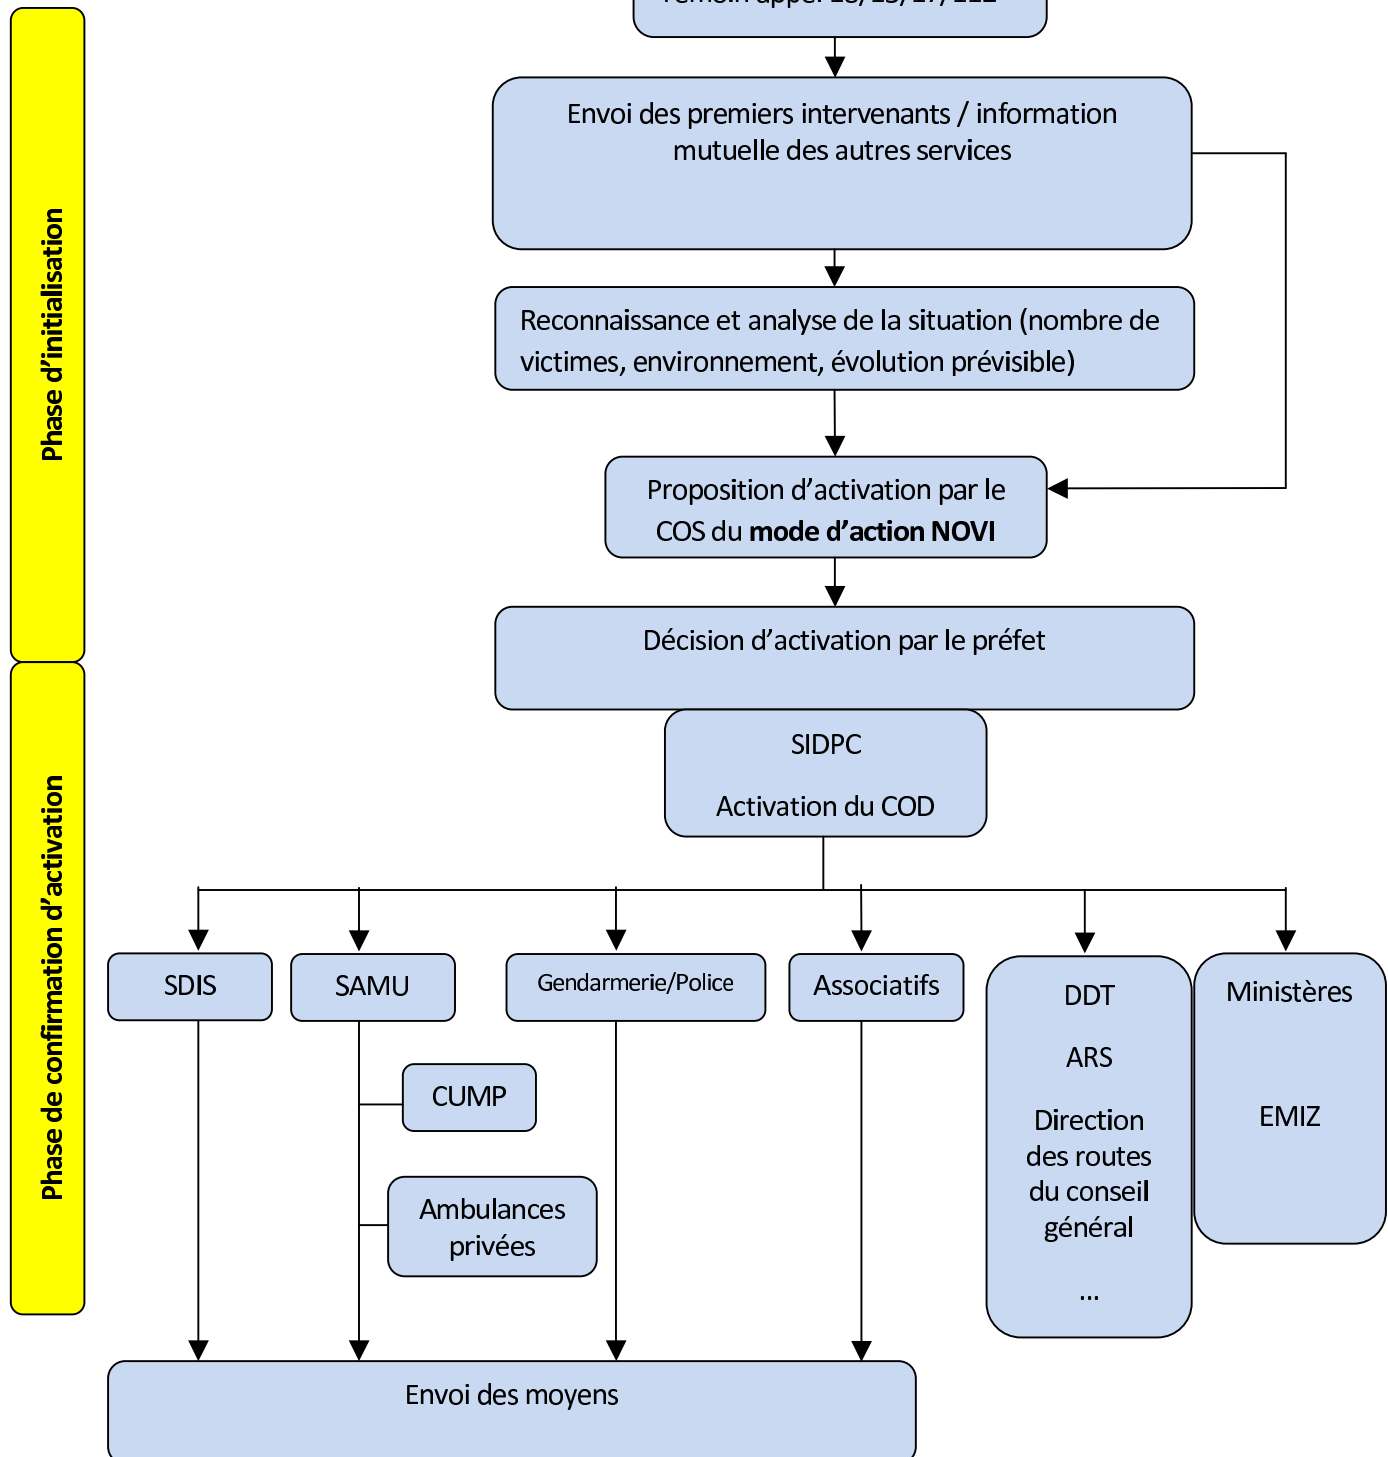 Phase d’initialisation
Envoi des premiers intervenants / information
mutuelle des autres services
Reconnaissance et analyse de la situation (nombre de
victimes, environnement, évolution prévisible)
Proposition d’activation par le
COS du mode d’action NOVI
Décision d’activation par le préfet
Phase de confirmation d’activation
SIDPC
Activation du COD
SDIS
SAMU
Gendarmerie/Police
Associatifs
DDT
ARS
Direction
des routes
du conseil
général
...
Ministères
EMIZ
CUMP
Ambulances
privées
Envoi des moyens